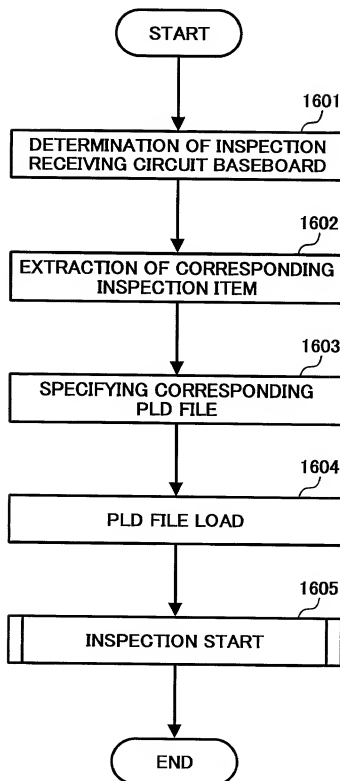 START
1601
DETERMINATION OF INSPECTION
RECEIVING CIRCUIT BASEBOARD
1602
EXTRACTION OF CORRESPONDING
INSPECTION ITEM
1603
SPECIFYING CORRESPONDING
PLD FILE
1604
PLD FILE LOAD
1605
INSPECTION START
END